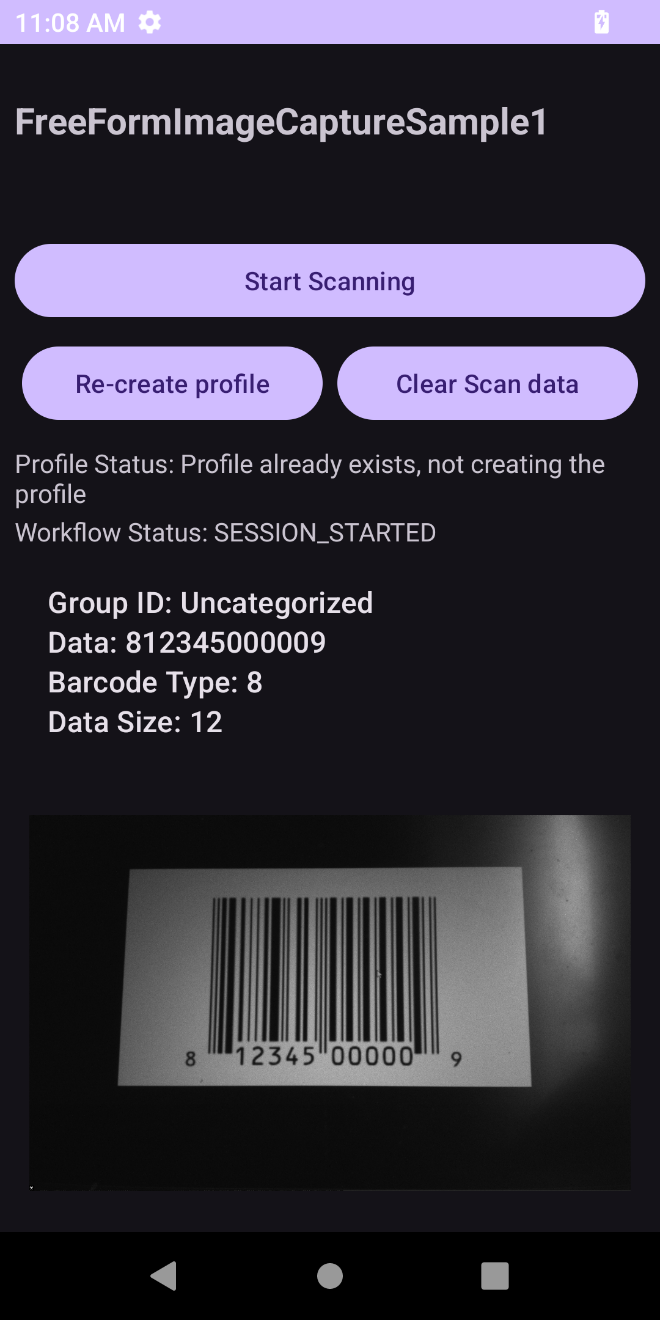 11:08 AM
FreeFormImageCaptureSample1
Start Scanning
Re-create profile
Clear Scan data
Profile Status: Profile already exists, not creating the
profile
Workflow Status: SESSION_STARTED
Group ID: Uncategorized
Data: 812345000009
Barcode Type: 8
Data Size: 12
8 12345 00000 9